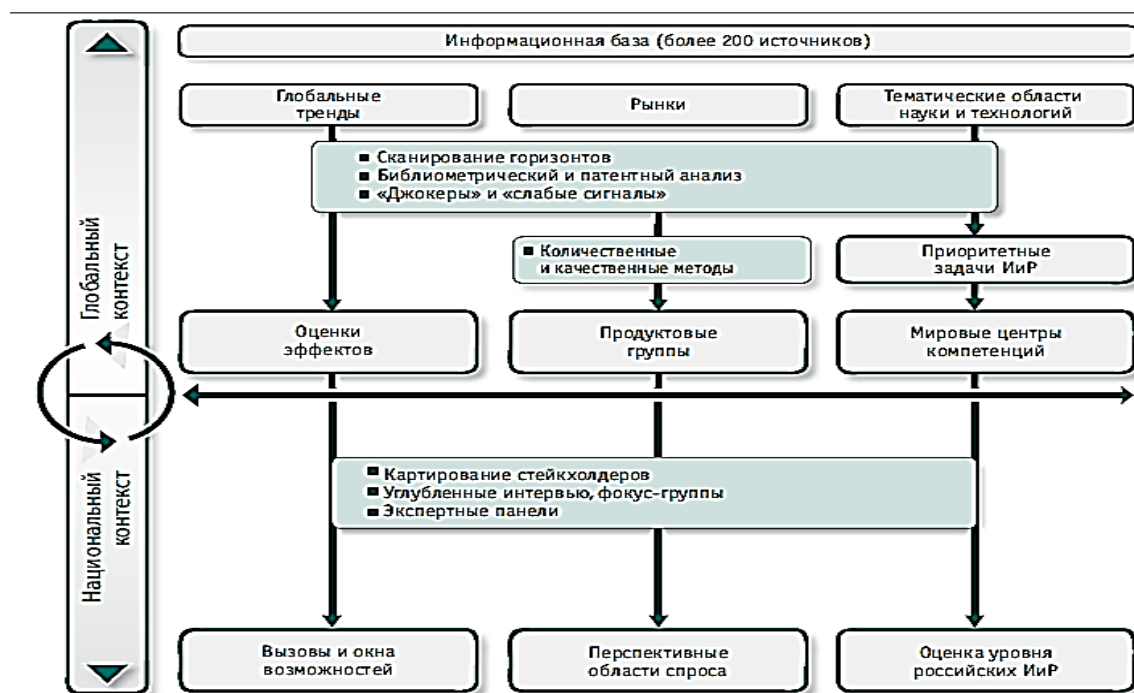 Информационная база (более 200 источников)
Глобальные
тренды
Рынки
Тематические области
науки и технологий
Сканирование горизонтов
Библиометрический и патентный анализ
«Джокеры» и «слабые сигналы»
Количественные
и качественные методы
Приоритетные
задачи ИиР
Оценки
эффектов
Продуктовые
группы
Мировые центры
компетенций
Глобальный
контекст
Национальный
контекст
Картирование стейкхолдеров
Углубленные интервью, фокус-группы
Экспертные панели
Вызовы и окна
возможностей
Перспективные
области спроса
Оценка уровня
российских ИиР